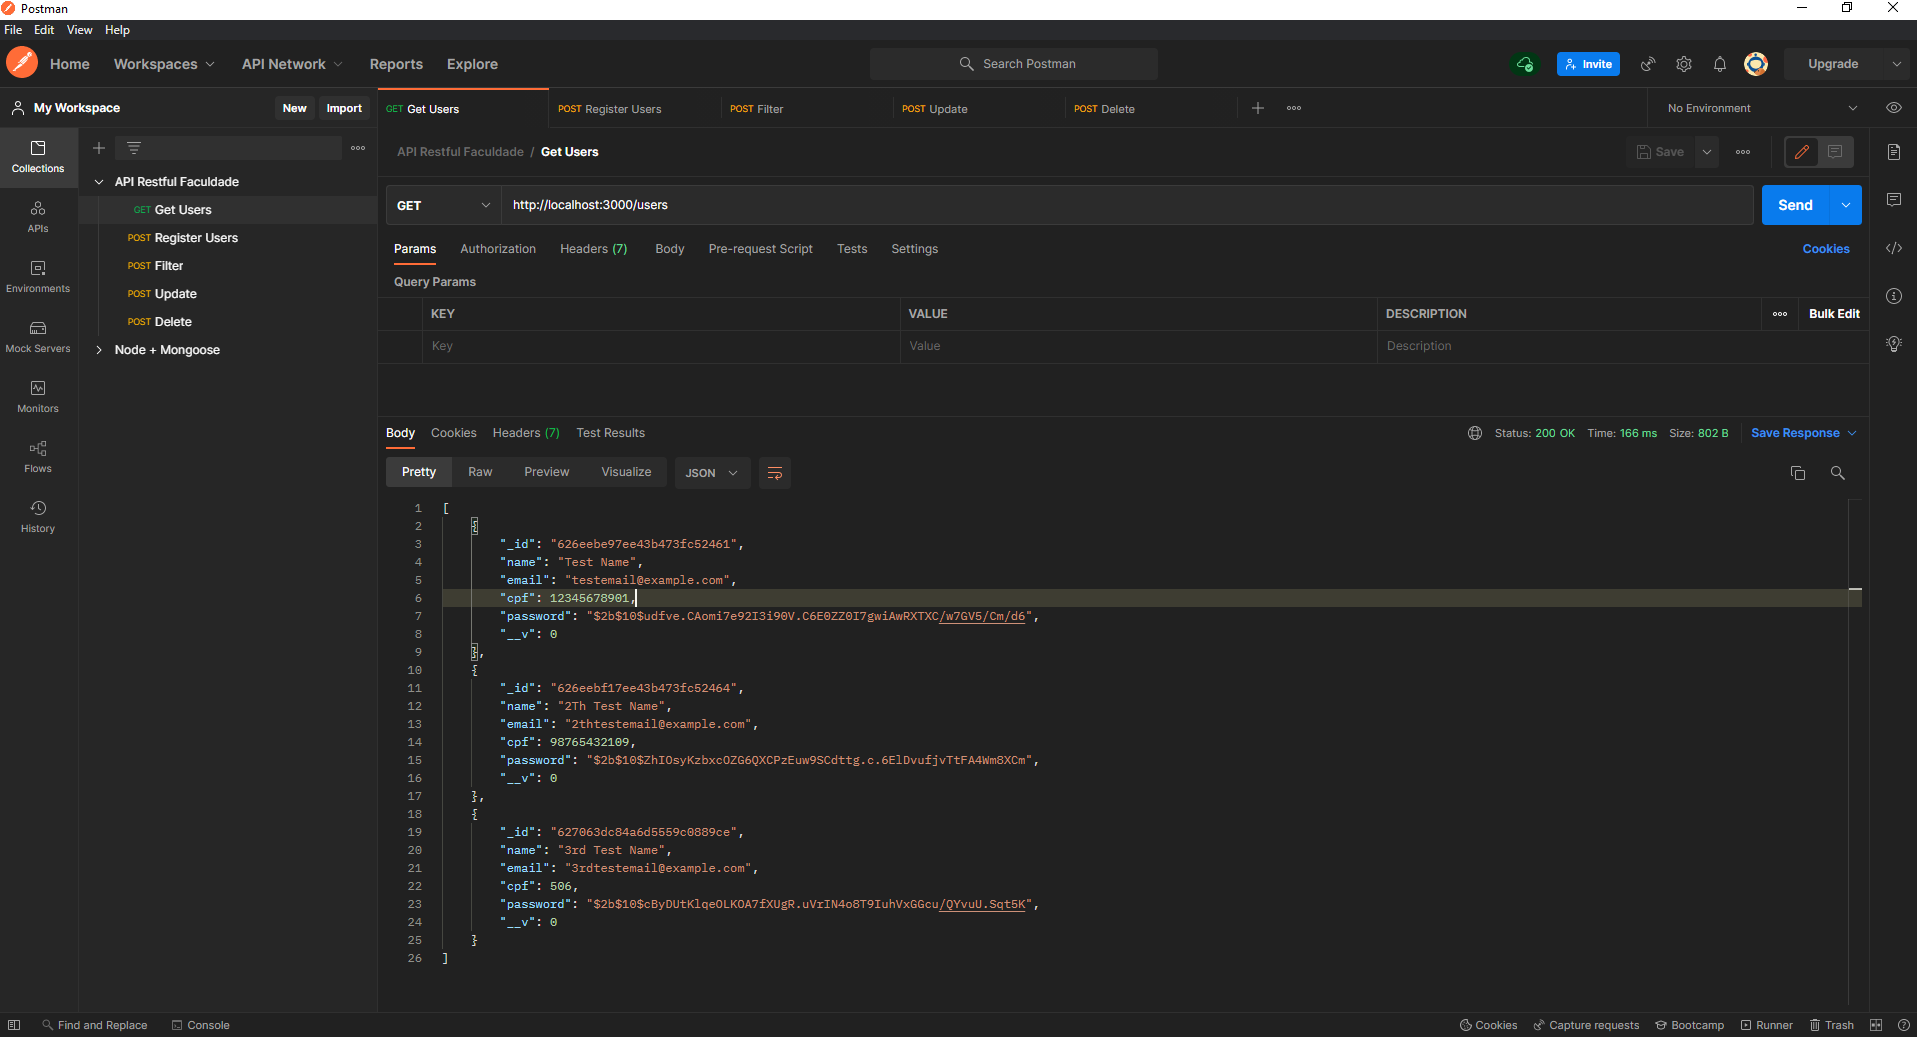 Postman
File Edit View Help
Home Workspaces API Network Reports Explore Search Postman Invite Upgrade
My Workspace New Import
GET Get Users POST Register Users POST Filter POST Update POST Delete No Environment
Collections
APIs
Environments
Mock Servers
Monitors
Flows
History
API Restful Faculdade
GET Get Users
POST Register Users
POST Filter
POST Update
POST Delete
Node + Mongoose
API Restful Faculdade / Get Users Save
GET http://localhost:3000/users Send
Params Authorization Headers (7) Body Pre-request Script Tests Settings Cookies
Query Params
KEY VALUE DESCRIPTION Bulk Edit
Key Value Description
Body Cookies Headers (7) Test Results Status: 200 OK Time: 166 ms Size: 802 B Save Response
Pretty Raw Preview Visualize JSON
1 [
2 {
3 "_id": "626eebe97ee43b473fc52461",
4 "name": "Test Name",
5 "email": "testemail@example.com",
6 "cpf": 12345678901,
7 "password": "$2b$10$udfve.CAomi7e92I3i90V.C6E0ZZ0I7gwiAwRXTXC/w7GV5/Cm/d6",
8 "__v": 0
9 },
10 {
11 "_id": "626eebf17ee43b473fc52464",
12 "name": "2Th Test Name",
13 "email": "2thtestemail@example.com",
14 "cpf": 98765432109,
15 "password": "$2b$10$ZhIOsyKzbxcOZG6QXCPzEuw9SCdttg.c.6ElDvufjvTtFA4Wm8XCm",
16 "__v": 0
17 },
18 {
19 "_id": "627063dc84a6d5559c0889ce",
20 "name": "3rd Test Name",
21 "email": "3rdtestemail@example.com",
22 "cpf": 506,
23 "password": "$2b$10$cByDUtKlqeOLKOA7fXUgR.uVrIN4o8T9IuhVxGGcu/QYvuU.Sqt5K",
24 "__v": 0
25 }
26 ]
Find and Replace Console Cookies Capture requests Bootcamp Runner Trash